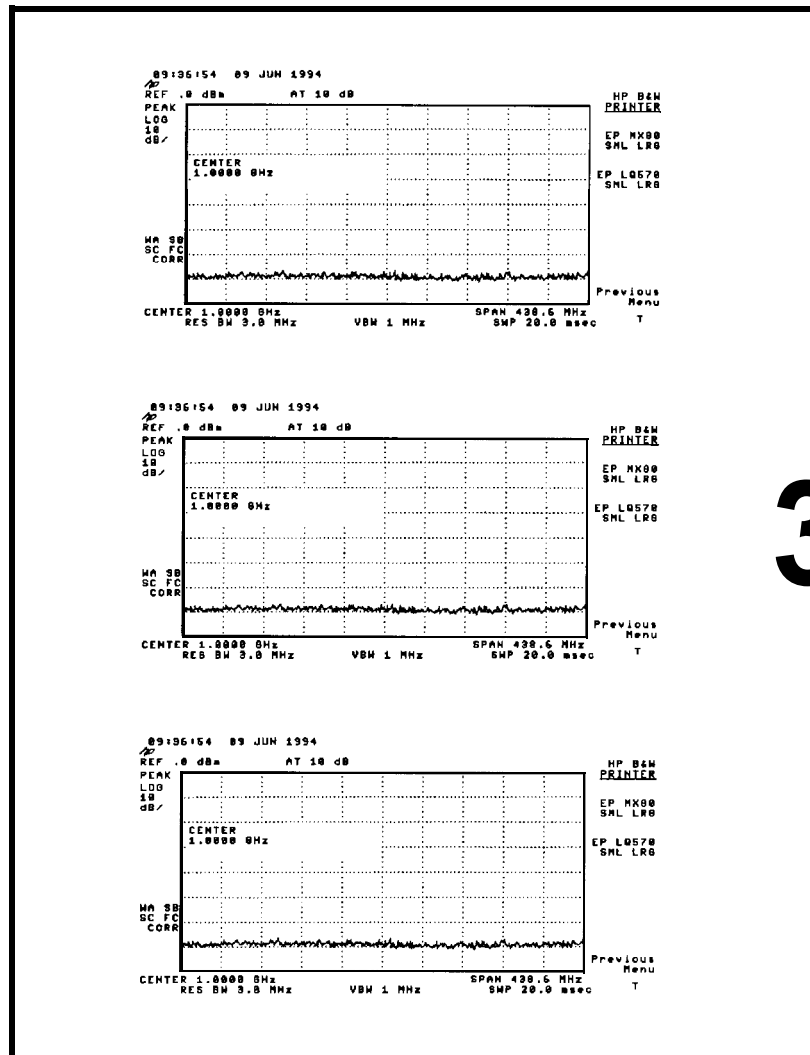 09:36:54 09 JUN 1994
REF .0 dBm AT 10 dB
PEAK
LOG
10
dB/
HP B&W
PRINTER
EP MX80
SML LRG
EP LQ570
SML LRG
CENTER
1.0000 GHz
WA SB
SC FC
CORR
Previous
Menu
CENTER 1.0000 GHz SPAN 438.6 MHz
RES BW 3.0 MHz VBW 1 MHz SWP 20.0 msec
T
09:36:54 09 JUN 1994
REF .0 dBm AT 10 dB
PEAK
LOG
10
dB/
HP B&W
PRINTER
EP MX80
SML LRG
EP LQ570
SML LRG
CENTER
1.0000 GHz
WA SB
SC FC
CORR
Previous
Menu
CENTER 1.0000 GHz SPAN 438.6 MHz
RES BW 3.0 MHz VBW 1 MHz SWP 20.0 msec
T
3
09:36:54 09 JUN 1994
REF .0 dBm AT 10 dB
PEAK
LOG
10
dB/
HP B&W
PRINTER
EP MX80
SML LRG
EP LQ570
SML LRG
CENTER
1.0000 GHz
WA SB
SC FC
CORR
Previous
Menu
CENTER 1.0000 GHz SPAN 438.6 MHz
RES BW 3.0 MHz VBW 1 MHz SWP 20.0 msec
T